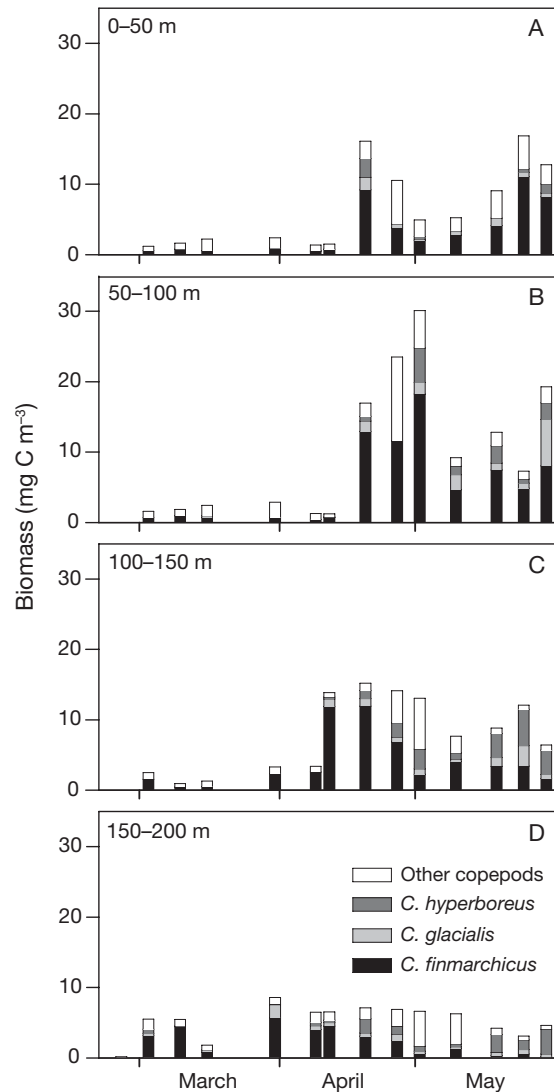 0–50 m
A
30
20
10
0
50–100 m
B
30
20
10
0
100–150 m
C
30
20
10
0
150–200 m
D
30
20
10
0
Other copepods
C. hyperboreus
C. glacialis
C. finmarchicus
March April May
Biomass (mg C m⁻³)